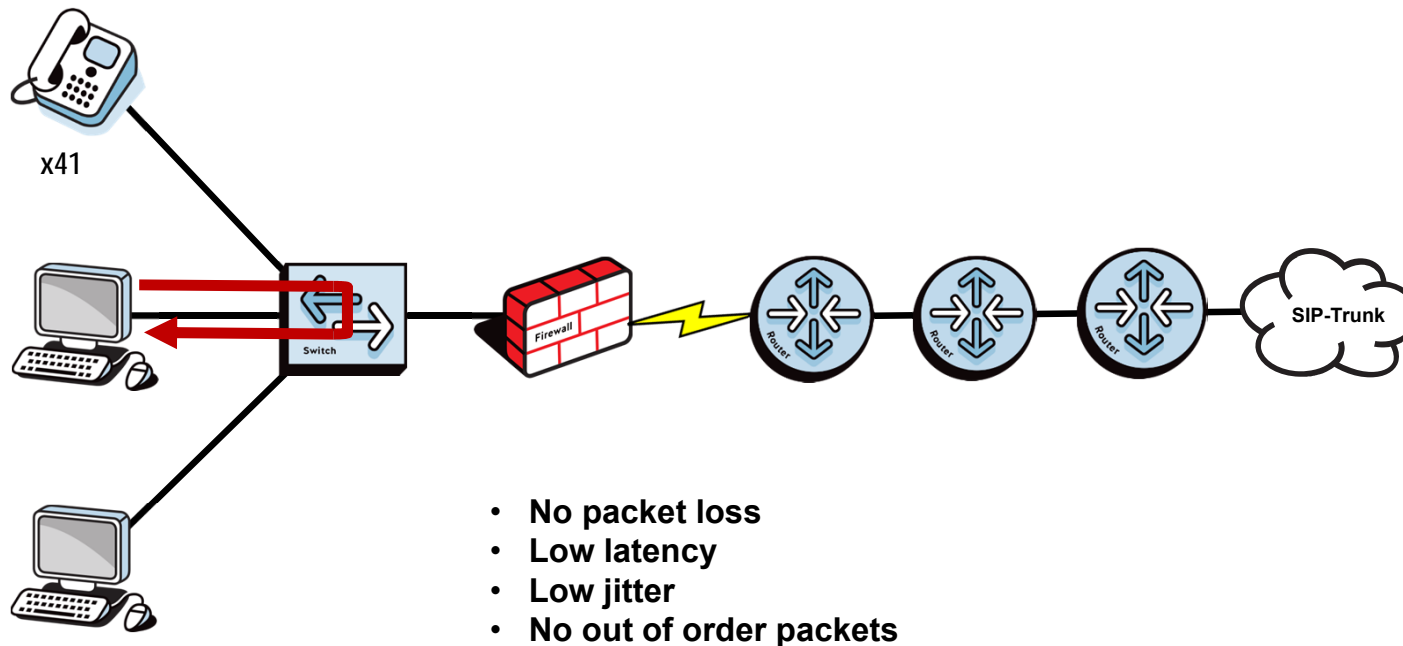 x41
Switch
Firewall
Router
Router
Router
SIP-Trunk
• No packet loss
• Low latency
• Low jitter
• No out of order packets